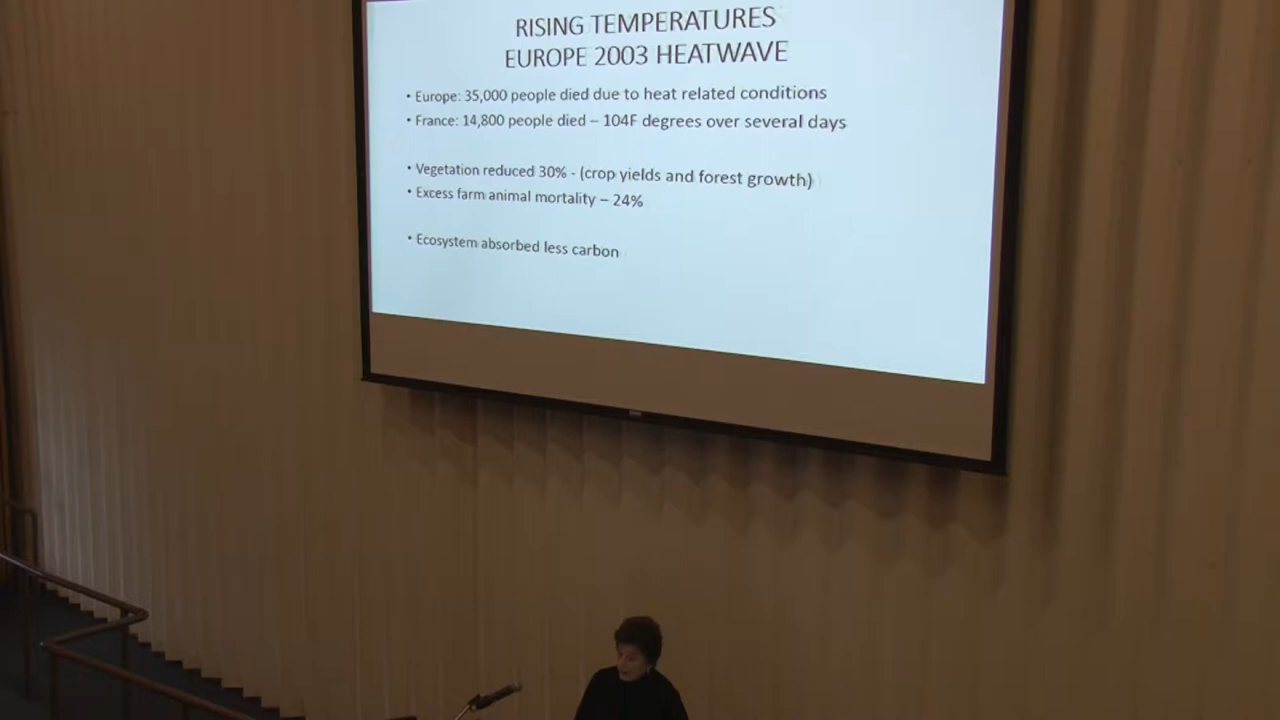 RISING TEMPERATURES
EUROPE 2003 HEATWAVE
• Europe: 35,000 people died due to heat related conditions
• France: 14,800 people died – 104F degrees over several days
• Vegetation reduced 30% - (crop yields and forest growth)
• Excess farm animal mortality – 24%
• Ecosystem absorbed less carbon